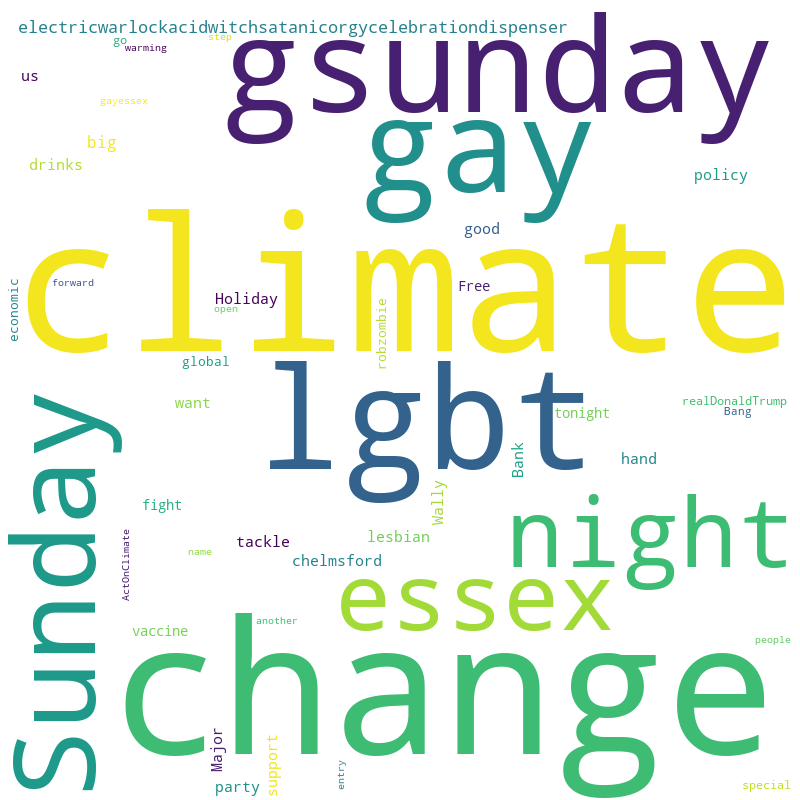 electricwarlockacidwitchsatanicorgycelebrationdispenser
go
warming
step
gsunday
us
gayessex
gay
big
drinks
policy
good
climate
economic
forward
Holiday
Free
open
robzombie
global
lgbt
want
realDonaldTrump
Bang
tonight
Sunday
Bank
hand
Wally
fight
night
ActOnClimate
name
tackle
lesbian
chelmsford
essex
vaccine
another
change
people
Major
support
entry
party
special